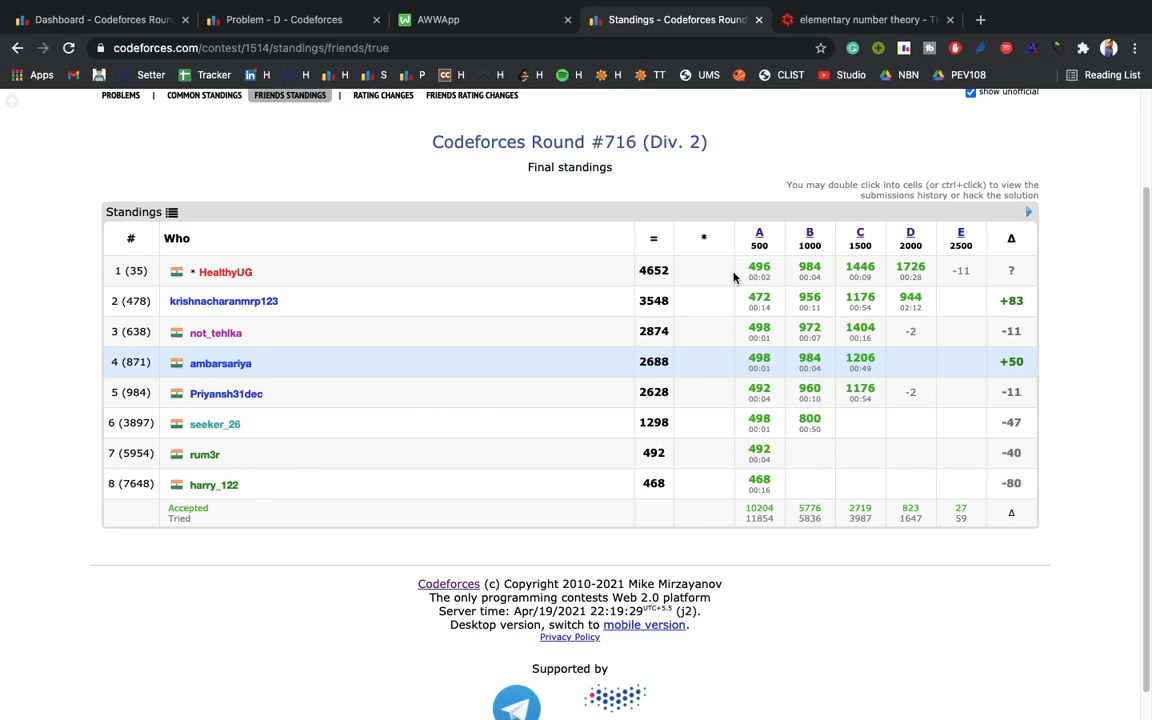 Dashboard - Codeforces Roun
Problem - D - Codeforces
AWWApp
Standings - Codeforces Round
elementary number theory - T
codeforces.com/contest/1514/standings/friends/true
Apps Setter Tracker H H H S P H H H H H TT UMS CLIST Studio NBN PEV108 Reading List
PROBLEMS | COMMON STANDINGS FRIENDS STANDINGS | RATING CHANGES FRIENDS RATING CHANGES show unofficial
Codeforces Round #716 (Div. 2)
Final standings
You may double click into cells (or ctrl+click) to view the
submissions history or hack the solution
Standings
# Who = * A B C D E Δ
500 1000 1500 2000 2500
1 (35) * HealthyUG 4652 496 984 1446 1726 -11 ?
00:02 00:04 00:09 00:28
2 (478) krishnacharanmrp123 3548 472 956 1176 944 +83
00:14 00:11 00:54 02:12
3 (638) not_tehlka 2874 498 972 1404 -2 -11
00:01 00:07 00:16
4 (871) ambarsariya 2688 498 984 1206 +50
00:01 00:04 00:49
5 (984) Priyansh31dec 2628 492 960 1176 -2 -11
00:04 00:10 00:54
6 (3897) seeker_26 1298 498 800 -47
00:01 00:50
7 (5954) rum3r 492 492 -40
00:04
8 (7648) harry_122 468 468 -80
00:16
Accepted 10204 5776 2719 823 27 Δ
Tried 11854 5836 3987 1647 59
Codeforces (c) Copyright 2010-2021 Mike Mirzayanov
The only programming contests Web 2.0 platform
Server time: Apr/19/2021 22:19:29UTC+5.5 (j2).
Desktop version, switch to mobile version.
Privacy Policy
Supported by